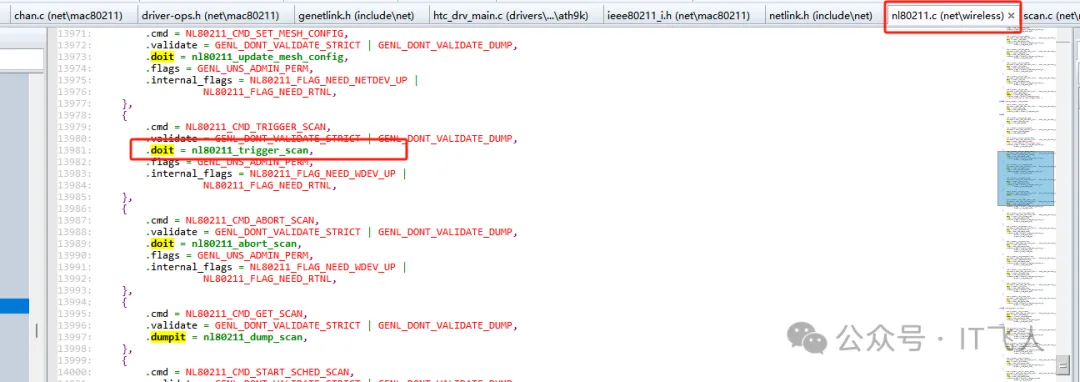 chan.c (net\mac80211) driver-ops.h (net\mac80211) genetlink.h (include\net) htc_drv_main.c (drivers\...\ath9k) ieee80211_i.h (net\mac80211) netlink.h (include\net) nl80211.c (net\wireless) × scan.c (net\m
13971: .cmd = NL80211_CMD_SET_MESH_CONFIG,
13972: .validate = GENL_DONT_VALIDATE_STRICT | GENL_DONT_VALIDATE_DUMP,
13973: .doit = nl80211_update_mesh_config,
13974: .flags = GENL_UNS_ADMIN_PERM,
13975: .internal_flags = NL80211_FLAG_NEED_NETDEV_UP |
13976: NL80211_FLAG_NEED_RTNL,
13977: },
13978: {
13979: .cmd = NL80211_CMD_TRIGGER_SCAN,
13980: .validate = GENL_DONT_VALIDATE_STRICT | GENL_DONT_VALIDATE_DUMP,
13981: .doit = nl80211_trigger_scan,
13982: .flags = GENL_UNS_ADMIN_PERM,
13983: .internal_flags = NL80211_FLAG_NEED_WDEV_UP |
13984: NL80211_FLAG_NEED_RTNL,
13985: },
13986: {
13987: .cmd = NL80211_CMD_ABORT_SCAN,
13988: .validate = GENL_DONT_VALIDATE_STRICT | GENL_DONT_VALIDATE_DUMP,
13989: .doit = nl80211_abort_scan,
13990: .flags = GENL_UNS_ADMIN_PERM,
13991: .internal_flags = NL80211_FLAG_NEED_WDEV_UP |
13992: NL80211_FLAG_NEED_RTNL,
13993: },
13994: {
13995: .cmd = NL80211_CMD_GET_SCAN,
13996: .validate = GENL_DONT_VALIDATE_STRICT | GENL_DONT_VALIDATE_DUMP,
13997: .dumpit = nl80211_dump_scan,
13998: },
13999: {
14000: .cmd = NL80211_CMD_START_SCHED_SCAN,
公众号 · IT飞人